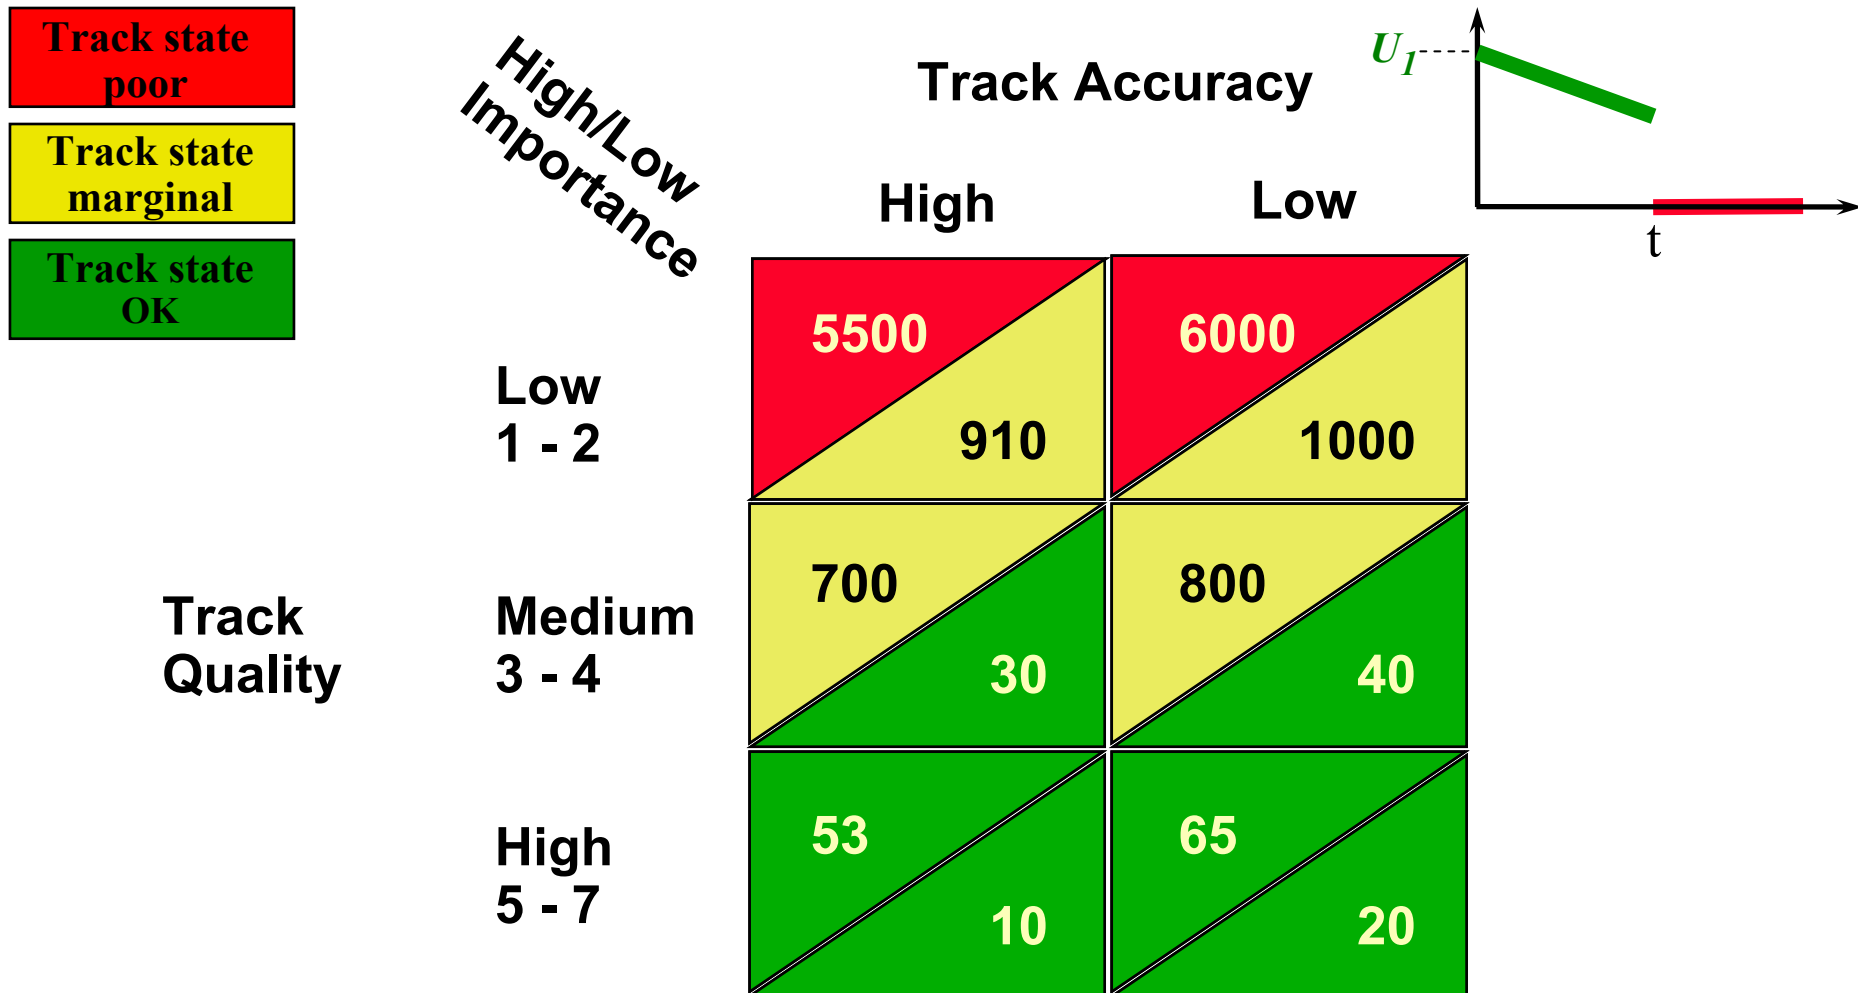 Track state
poor
Track state
marginal
Track state
OK
High/Low
Importance
Track Accuracy
High
Low
U1
t
Low
1 - 2
5500
910
6000
1000
Track
Quality
Medium
3 - 4
700
30
800
40
High
5 - 7
53
10
65
20